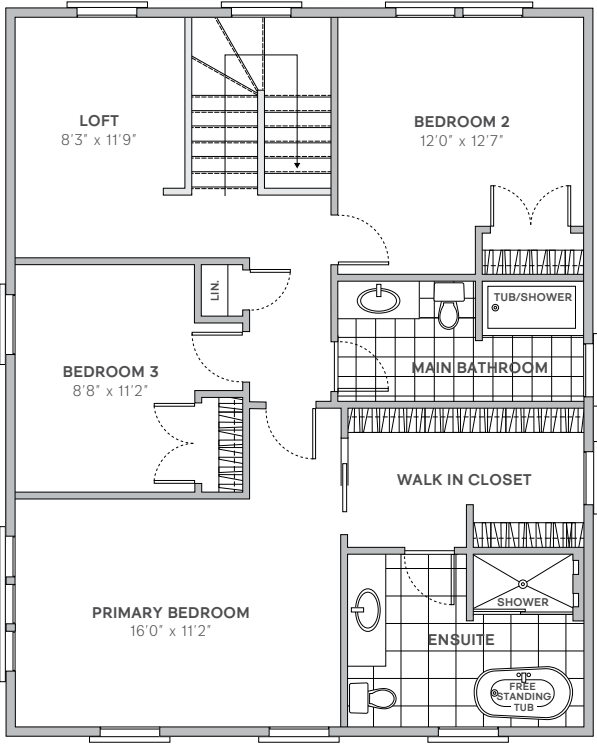 LOFT
8'3" x 11'9"
BEDROOM 2
12'0" x 12'7"
LIN.
TUB/SHOWER
BEDROOM 3
8'8" x 11'2"
MAIN BATHROOM
WALK IN CLOSET
SHOWER
PRIMARY BEDROOM
16'0" x 11'2"
ENSUITE
FREE
STANDING
TUB